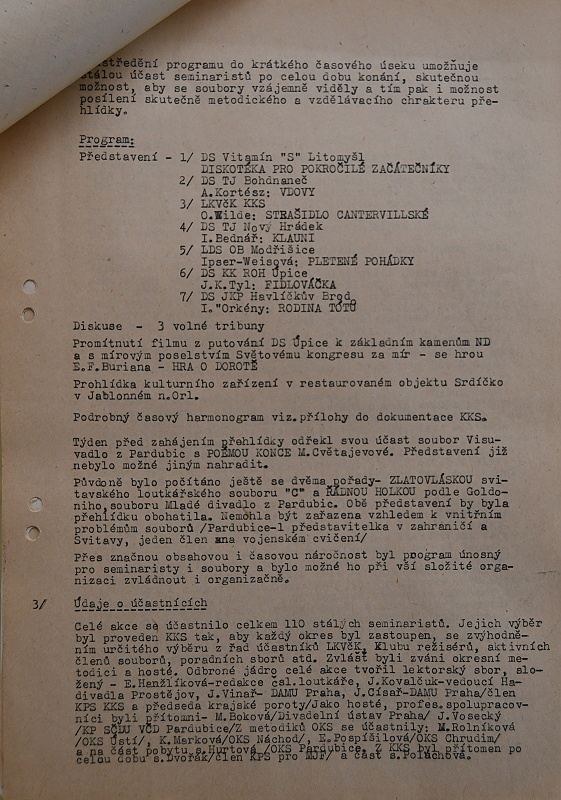 středění programu do krátkého časového úseku umožňuje
stálou účast seminaristů po celou dobu konání, skutečnou
možnost, aby se soubory vzájemně viděly a tím pak i možnost
posílení skutečně metodického a vzdělávacího chrakteru pře-
hlídky.
Program:
Představení - 1/ DS Vitamín "S" Litomyšl
DISKOTÉKA PRO POKROČILÉ ZAČÁTEČNÍKY
2/ DS TJ Bohdnaneč
A.Kortész: VDOVY
3/ LKVčK KKS
O.Wilde: STRAŠIDLO CANTERVILLSKÉ
4/ DS TJ Nový Hrádek
I.Bednář: KLAUNI
5/ LDS OB Modřišice
Ipser-Weisová: PLETENÉ POHÁDKY
6/ DS KK ROH Úpice
J.K.Tyl: FIDLOVAČKA
7/ DS JKP Havlíčkův Brod
I."Orkény: RODINA TÓTŮ
Diskuse - 3 volné tribuny
Promítnutí filmu z putování DS Úpice k základním kamenům ND
a s mírovým poselstvím Světovému kongresu za mír - se hrou
E.F.Buriana - HRA O DOROTĚ
Prohlídka kulturního zařízení v restaurovaném objektu Srdíčko
v Jablonném n.Orl.
Podrobný časový harmonogram viz.přílohy do dokumentace KKS.
Týden před zahájením přehlídky odřekl svou účast soubor Visu-
vadlo z Pardubic s POÉMOU KONCE M.Cvětajevové. Představení již
nebylo možné jiným nahradit.
Původně bylo počítáno ještě se dvěma pořady- ZLATOVLÁSKOU svi-
tavského loutkářského souboru "C" a ŘÁDNOU HOLKOU podle Goldo-
niho souboru Mladé divadlo z Pardubic. Obě představení by byla
přehlídku obohatila. Nemohla být zařazena vzhledem k vnitřním
problémům souborů /Pardubice-1 představitelka v zahraničí a
Svitavy, jeden člen ana vojenském cvičení/
Přes značnou obsahovou i časovou náročnost byl program únosný
pro seminaristy i soubory a bylo možné ho při vší složité orga-
nizaci zvládnout i organizačně.
3/ Údaje o účastnících
Celé akce se účastnilo celkem 110 stálých seminaristů. Jejich výběr
byl proveden KKS tak, aby každý okres byl zastoupen, se zvýhodně-
ním určitého výběru z řad účastníků LKVČK, Klubu režisérů, aktivních
členů souborů, poradních sborů atd. Zvlášť byli zváni okresní me-
todici a hosté. Odborné jádro celé akce tvořil lektorský sbor, slo-
žený - E.Hanžlíková-redakce čsl.loutkáře, J.Kovalčuk-vedoucí Ha-
divadla Prostějov, J.Vinař- DAMU Praha, J.Císař-DAMU Praha/člen
KPS KKS a předseda krajské poroty/Jako hosté, profes.spolupracov-
níci byli přítomni- M.Boková/Divadelní ústav Praha/ J.Vosecký
/KP SČDU VČD Pardubice/Z metodiků OKS se účastnily: M.Rolníková
/OKS Ústí/, K.Marková/OKS Náchod/, E.Pospíšilová/OKS Chrudim/
a na část pobytu s.Hurtová /OKS Pardubice. Z KKS byl přítomen po
celou dobu s.Dvořák/člen KPS pro MJF/ a část s.Poláchová.